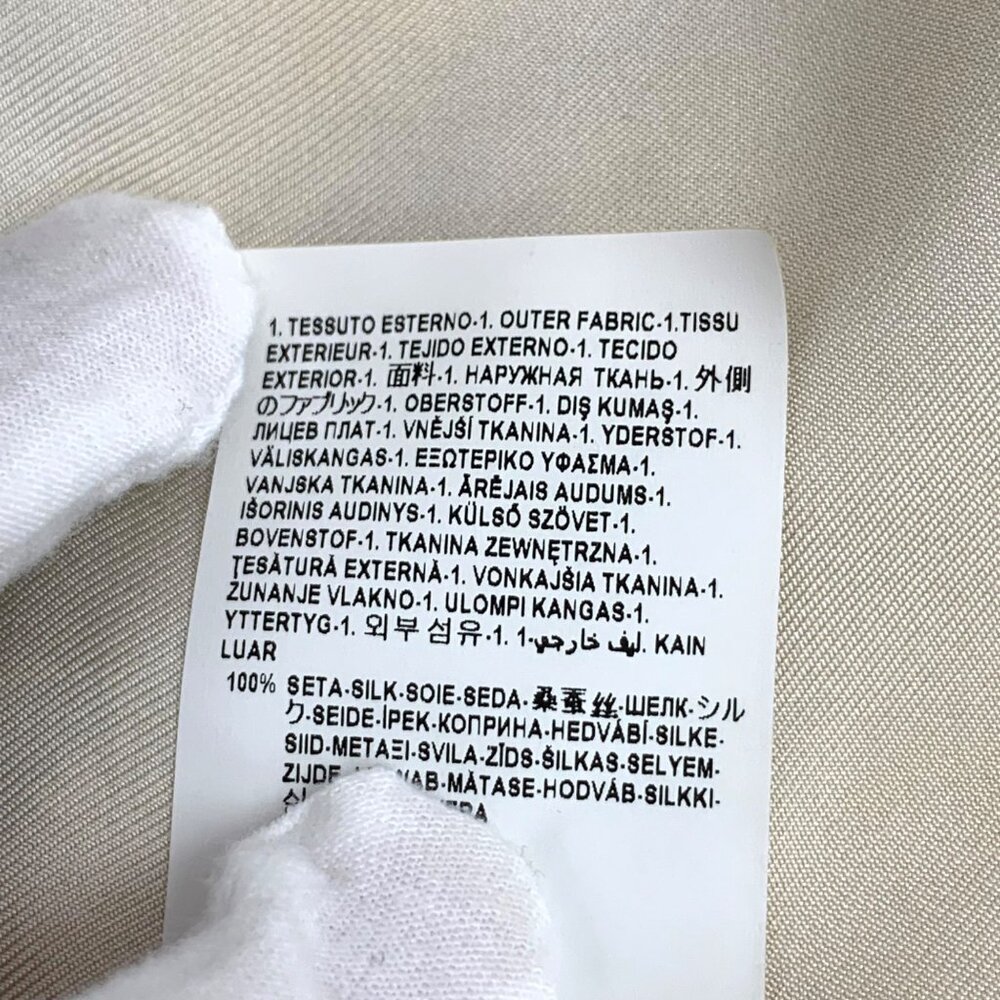 1. TESSUTO ESTERNO-1. OUTER FABRIC-1.TISSU
EXTERIEUR-1. TEJIDO EXTERNO-1. TECIDO
EXTERIOR-1. 面料-1. НАРУЖНАЯ ТКАНЬ-1. 外側
のファブリック-1. OBERSTOFF-1. DIŞ KUMAŞ-1.
ЛИЦЕВ ПЛАТ-1. VNĚJŠÍ TKANINA-1. YDERSTOF-1.
VÄLISKANGAS-1. ΕΞΩΤΕΡΙΚΟ ΥΦΑΣΜΑ-1.
VANJSKA TKANINA-1. ĀRĒJAIS AUDUMS-1.
IŠORINIS AUDINYS-1. KÜLSŐ SZÖVET-1.
BOVENSTOF-1. TKANINA ZEWNĘTRZNA-1.
ŢESĂTURĂ EXTERNĂ-1. VONKAJŠIA TKANINA-1.
ZUNANJE VLAKNO-1. ULOMPI KANGAS-1.
YTTERTYG-1. 외부 섬유-1. 1-ليف خارجي. KAIN
LUAR
100% SETA-SILK-SOIE-SEDA-桑蚕丝-ШЕЛК-シル
ク-SEIDE-İPEK-КОПРИНА-HEDVÁBÍ-SILKE-
SIID-ΜΕΤΑΞΙ-SVILA-ZĪDS-ŠILKAS-SELYEM-
ZIJDE-MĂTASE-HODVÁB-SILKKI-